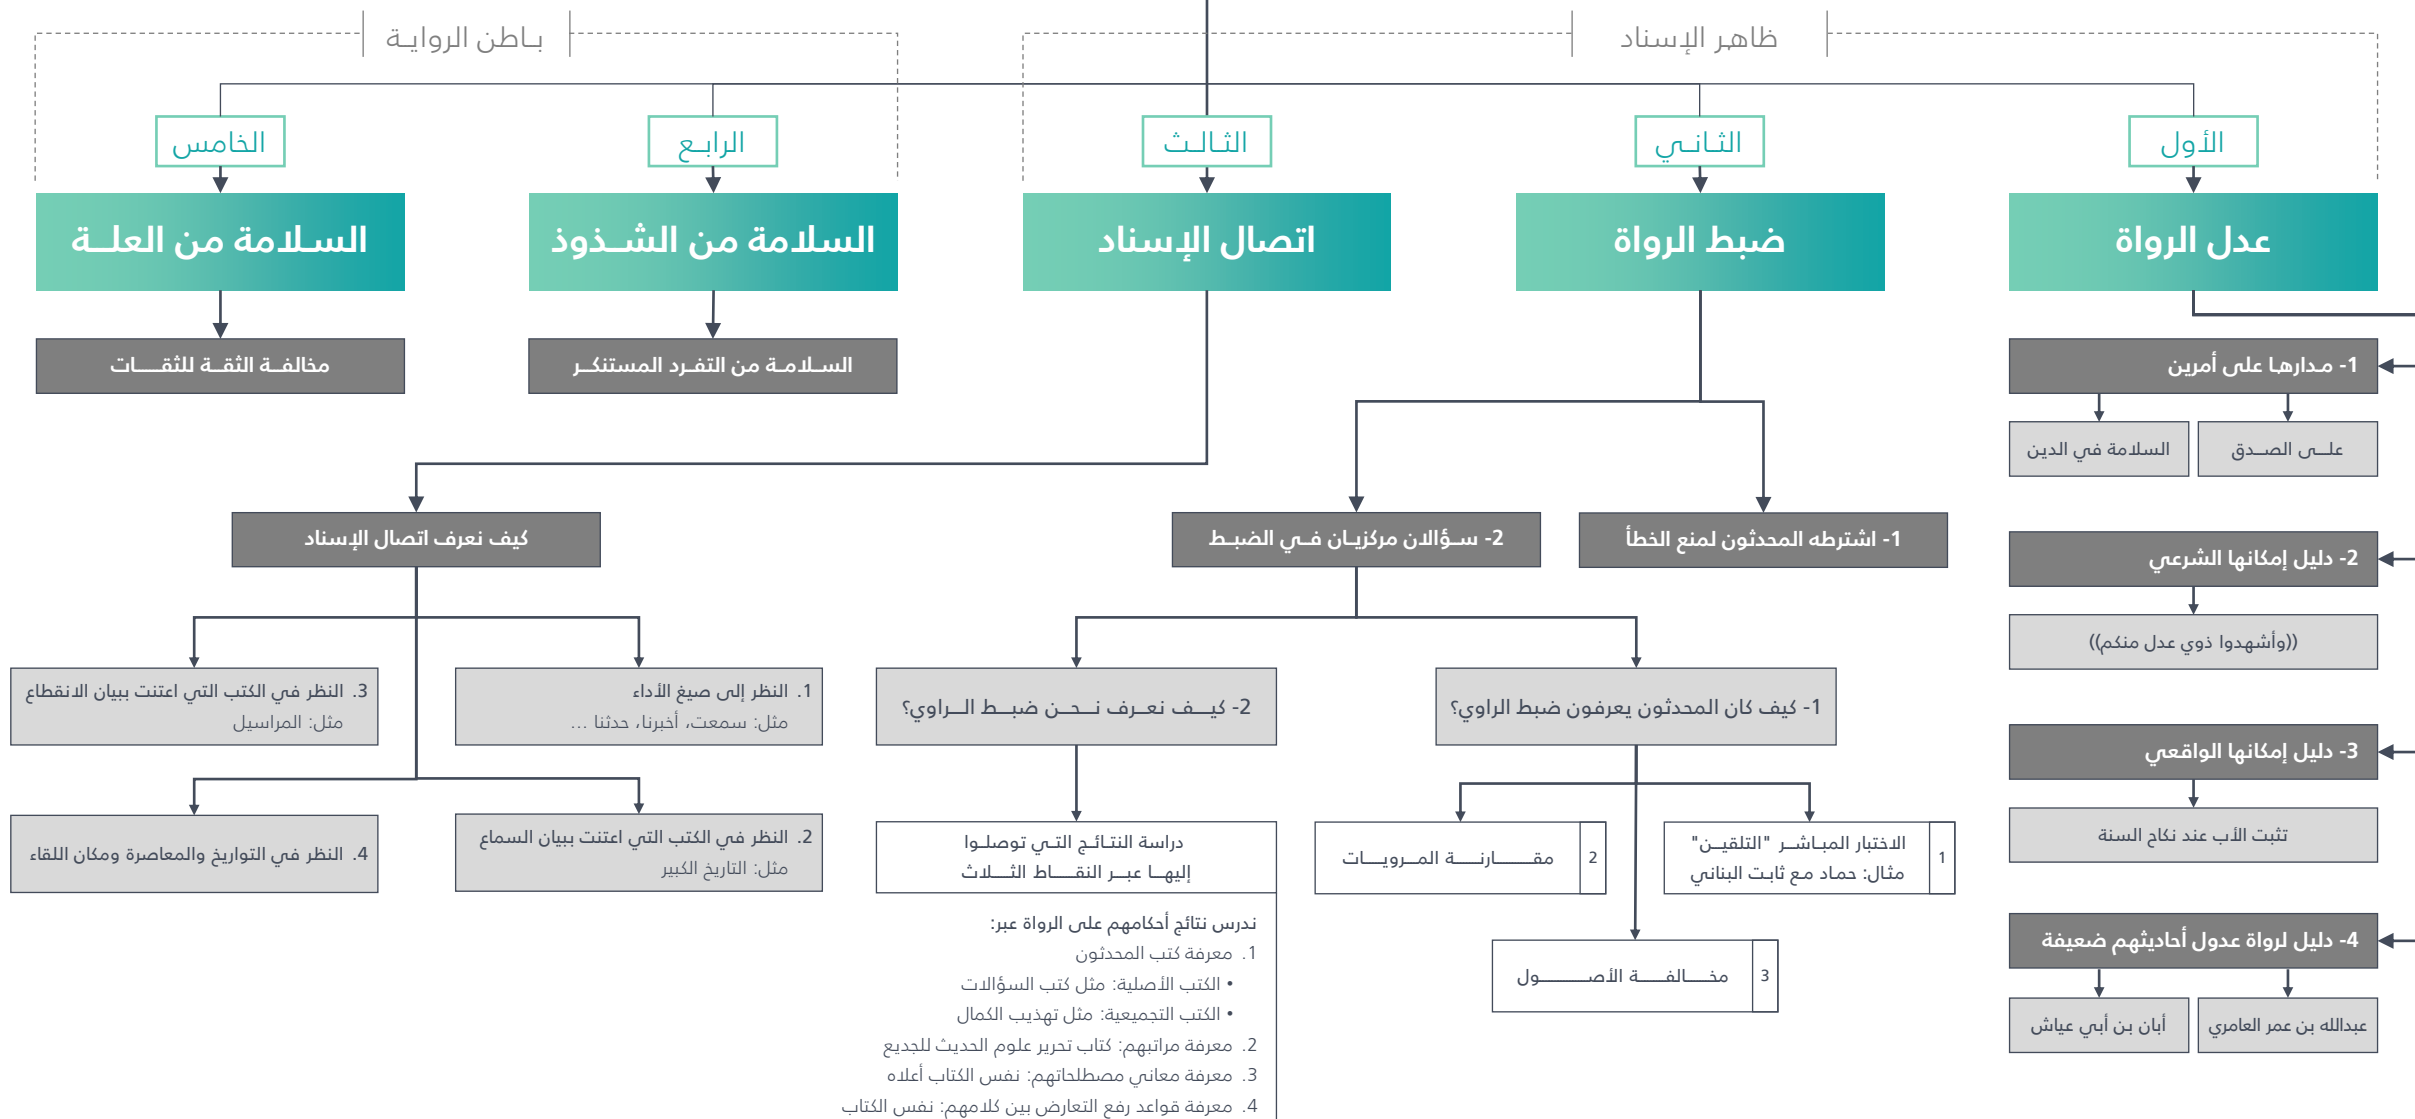 ظاهر الإسناد
باطن الرواية
الأول
الثاني
الثالث
الرابع
الخامس
عدل الرواة
ضبط الرواة
اتصال الإسناد
السلامة من الشذوذ
السلامة من العلة
1- مدارها على أمرين
على الصدق
السلامة في الدين
2- دليل إمكانها الشرعي
((وأشهدوا ذوي عدل منكم))
3- دليل إمكانها الواقعي
تثبت الأب عند نكاح السنة
4- دليل لرواة عدول أحاديثهم ضعيفة
عبدالله بن عمر العامري
أبان بن أبي عياش
1- اشترطه المحدثون لمنع الخطأ
2- سؤالان مركزيان في الضبط
1- كيف كان المحدثون يعرفون ضبط الراوي؟
1
الاختبار المباشر "التلقين"
مثال: حماد مع ثابت البناني
2
مقارنة المرويات
3
مخالفة الأصول
2- كيف نعرف نحن ضبط الراوي؟
دراسة النتائج التي توصلوا
إليها عبر النقاط الثلاث
ندرس نتائج أحكامهم على الرواة عبر:
1. معرفة كتب المحدثون
• الكتب الأصلية: مثل كتب السؤالات
• الكتب التجميعية: مثل تهذيب الكمال
2. معرفة مراتبهم: كتاب تحرير علوم الحديث للجديع
3. معرفة معاني مصطلحاتهم: نفس الكتاب أعلاه
4. معرفة قواعد رفع التعارض بين كلامهم: نفس الكتاب
كيف نعرف اتصال الإسناد
1. النظر إلى صيغ الأداء
مثل: سمعت، أخبرنا، حدثنا ...
2. النظر في الكتب التي اعتنت ببيان السماع
مثل: التاريخ الكبير
3. النظر في الكتب التي اعتنت ببيان الانقطاع
مثل: المراسيل
4. النظر في التواريخ والمعاصرة ومكان اللقاء
السلامة من التفرد المستنكر
مخالفة الثقة للثقات